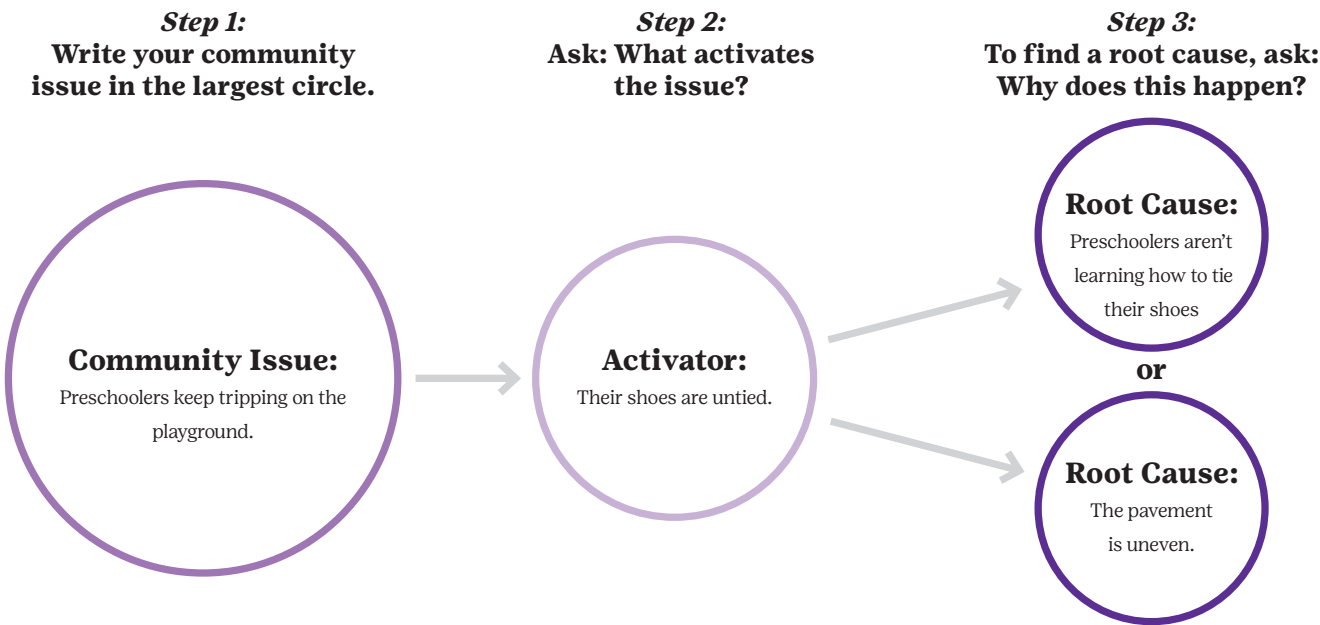 Step 1:
Write your community
issue in the largest circle.
Step 2:
Ask: What activates
the issue?
Step 3:
To find a root cause, ask:
Why does this happen?
Community Issue:
Preschoolers keep tripping on the
playground.
Activator:
Their shoes are untied.
Root Cause:
Preschoolers aren’t
learning how to tie
their shoes
or
Root Cause:
The pavement
is uneven.